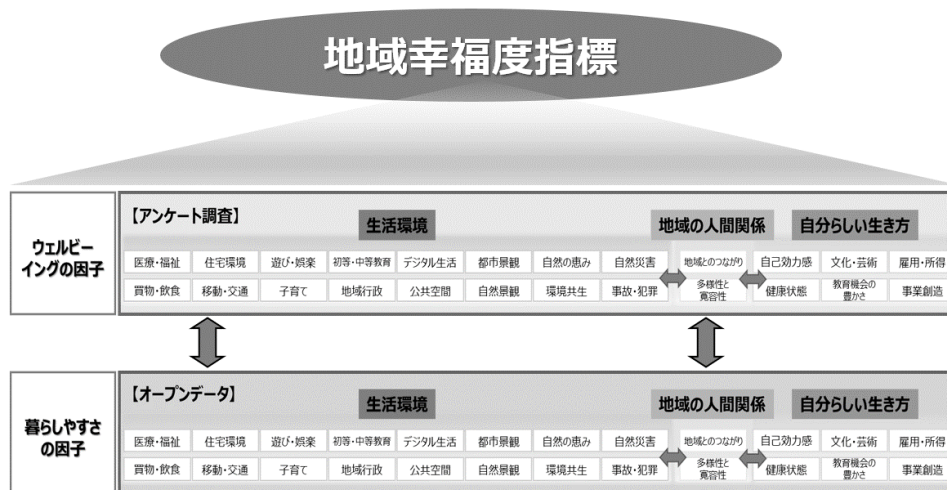 地域幸福度指標
ウェルビー
イングの因子
【アンケート調査】
生活環境
地域の人間関係
自分らしい生き方
医療・福祉 住宅環境 遊び・娯楽 初等・中等教育 デジタル生活 都市景観 自然の恵み 自然災害 地域とのつながり 自己効力感 文化・芸術 雇用・所得
買物・飲食 移動・交通 子育て 地域行政 公共空間 自然景観 環境共生 事故・犯罪 多様性と 健康状態 教育機会の 事業創造
寛容性 豊かさ
暮らしやすさ
の因子
【オープンデータ】
生活環境
地域の人間関係
自分らしい生き方
医療・福祉 住宅環境 遊び・娯楽 初等・中等教育 デジタル生活 都市景観 自然の恵み 自然災害 地域とのつながり 自己効力感 文化・芸術 雇用・所得
買物・飲食 移動・交通 子育て 地域行政 公共空間 自然景観 環境共生 事故・犯罪 多様性と 健康状態 教育機会の 事業創造
寛容性 豊かさ